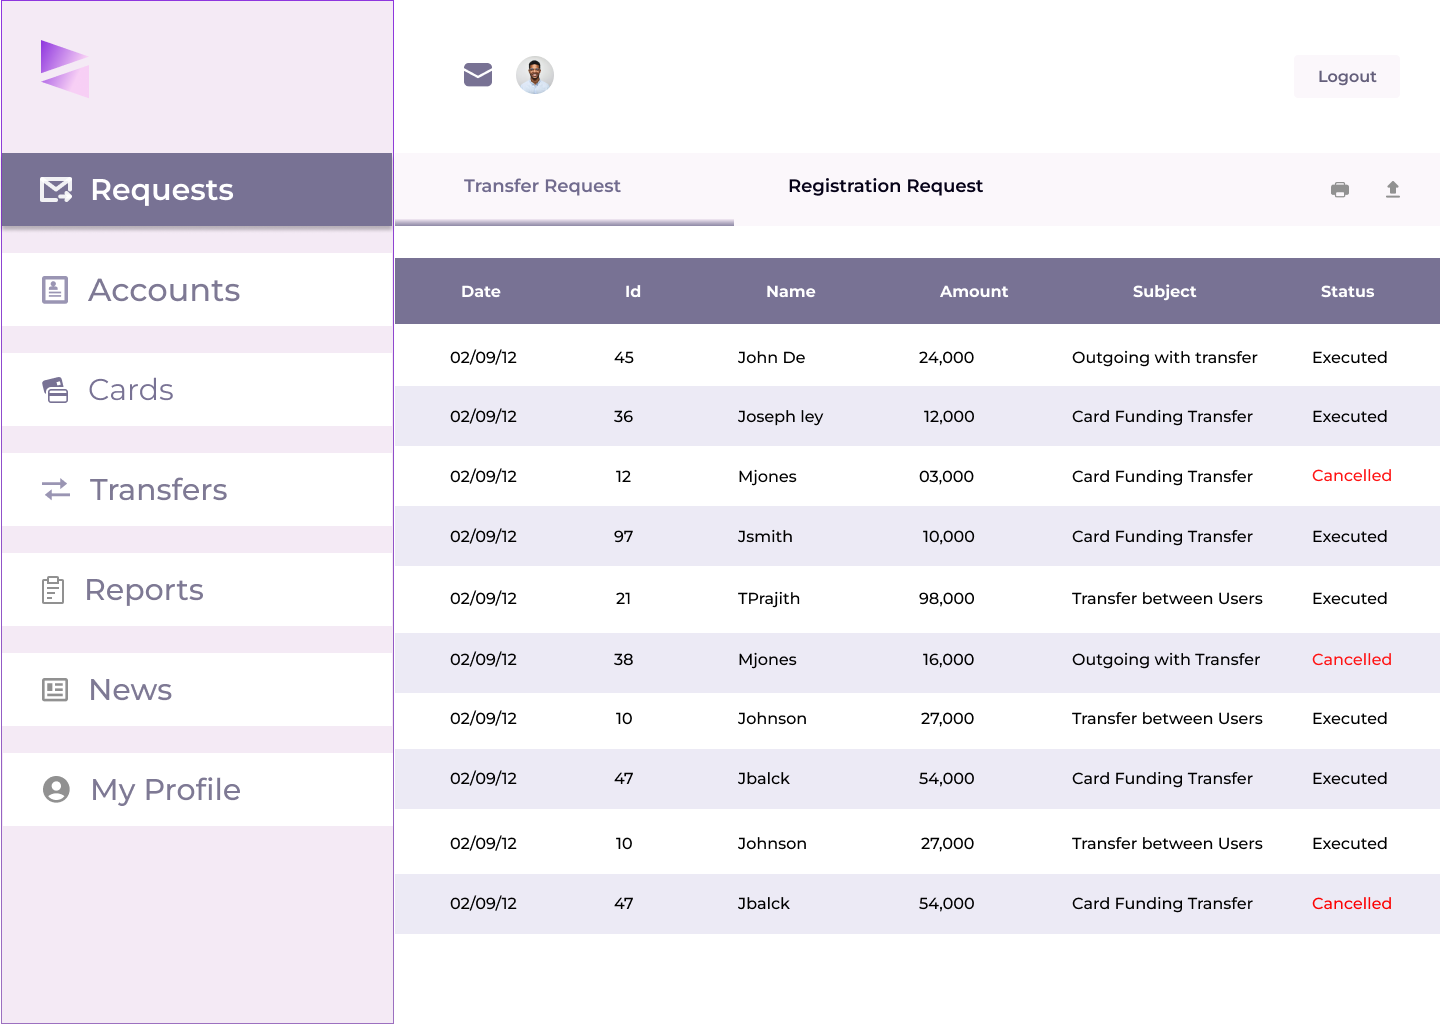 Logout
Requests
Transfer Request
Registration Request
Accounts
Cards
Transfers
Reports
News
My Profile
Date Id Name Amount Subject Status
02/09/12 45 John De 24,000 Outgoing with transfer Executed
02/09/12 36 Joseph ley 12,000 Card Funding Transfer Executed
02/09/12 12 Mjones 03,000 Card Funding Transfer Cancelled
02/09/12 97 Jsmith 10,000 Card Funding Transfer Executed
02/09/12 21 TPrajith 98,000 Transfer between Users Executed
02/09/12 38 Mjones 16,000 Outgoing with Transfer Cancelled
02/09/12 10 Johnson 27,000 Transfer between Users Executed
02/09/12 47 Jbalck 54,000 Card Funding Transfer Executed
02/09/12 10 Johnson 27,000 Transfer between Users Executed
02/09/12 47 Jbalck 54,000 Card Funding Transfer Cancelled